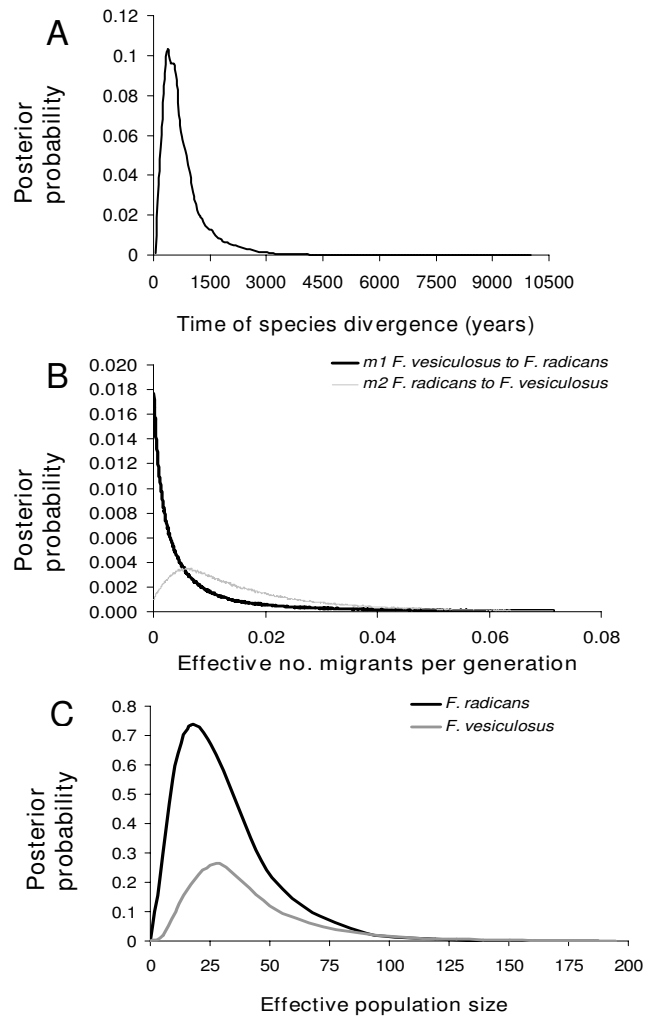 A
Posterior
probability
0.12
0.1
0.08
0.06
0.04
0.02
0
0 1500 3000 4500 6000 7500 9000 10500
Time of species divergence (years)
B
m1 F. vesiculosus to F. radicans
m2 F. radicans to F. vesiculosus
Posterior
probability
0.020
0.018
0.016
0.014
0.012
0.010
0.008
0.006
0.004
0.002
0.000
0 0.02 0.04 0.06 0.08
Effective no. migrants per generation
C
F. radicans
F. vesiculosus
Posterior
probability
0.8
0.7
0.6
0.5
0.4
0.3
0.2
0.1
0
0 25 50 75 100 125 150 175 200
Effective population size